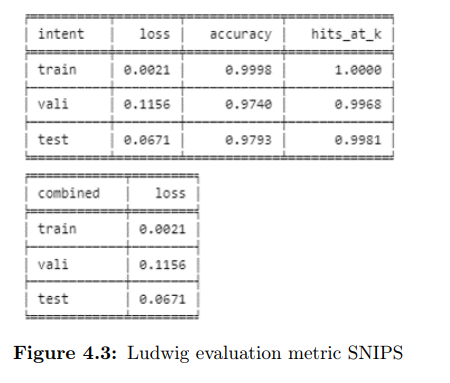 intent loss accuracy hits_at_k
train 0.0021 0.9998 1.0000
vali 0.1156 0.9740 0.9968
test 0.0671 0.9793 0.9981
combined loss
train 0.0021
vali 0.1156
test 0.0671
Figure 4.3: Ludwig evaluation metric SNIPS